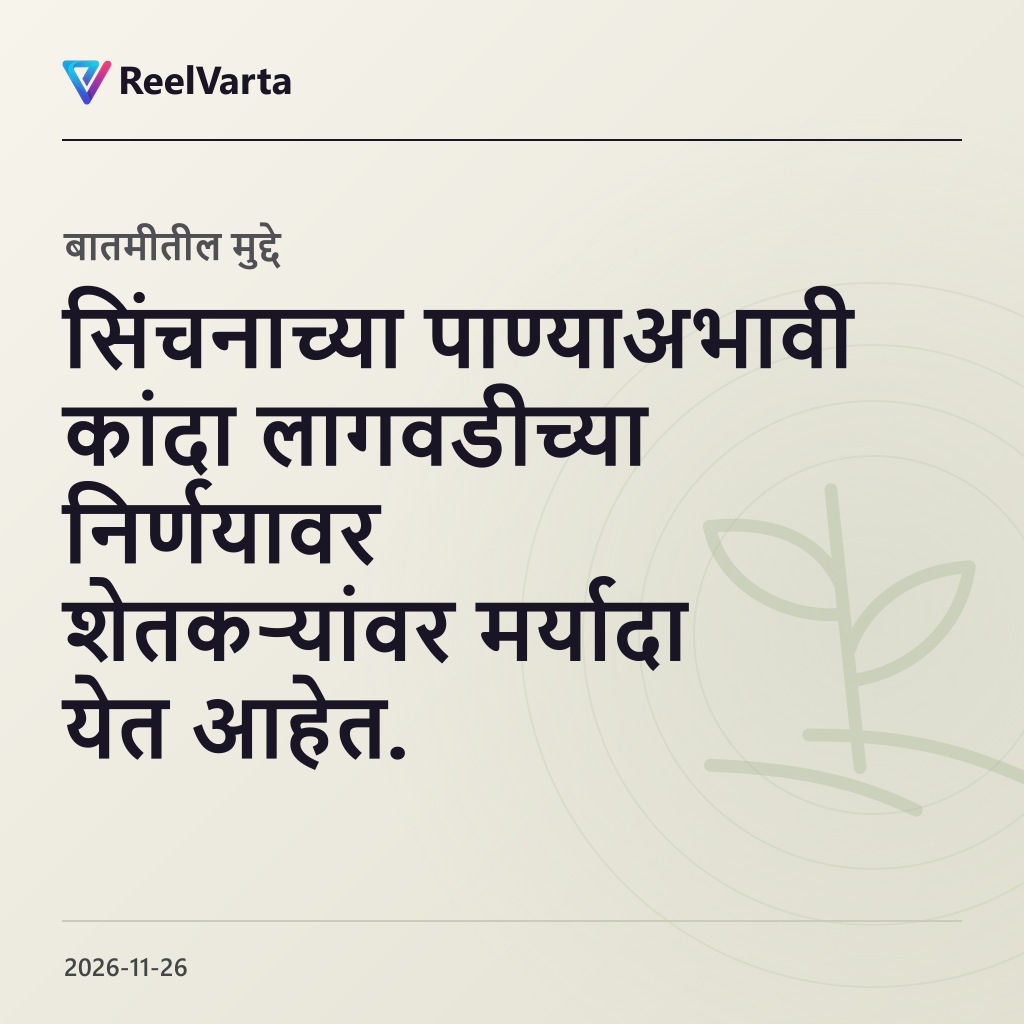 ReelVarta
बातमीतील मुद्दे
सिंचनाच्या पाण्याअभावी
कांदा लागवडीच्या
निर्णयावर
शेतकऱ्यांवर मर्यादा
येत आहेत.
2026-11-26